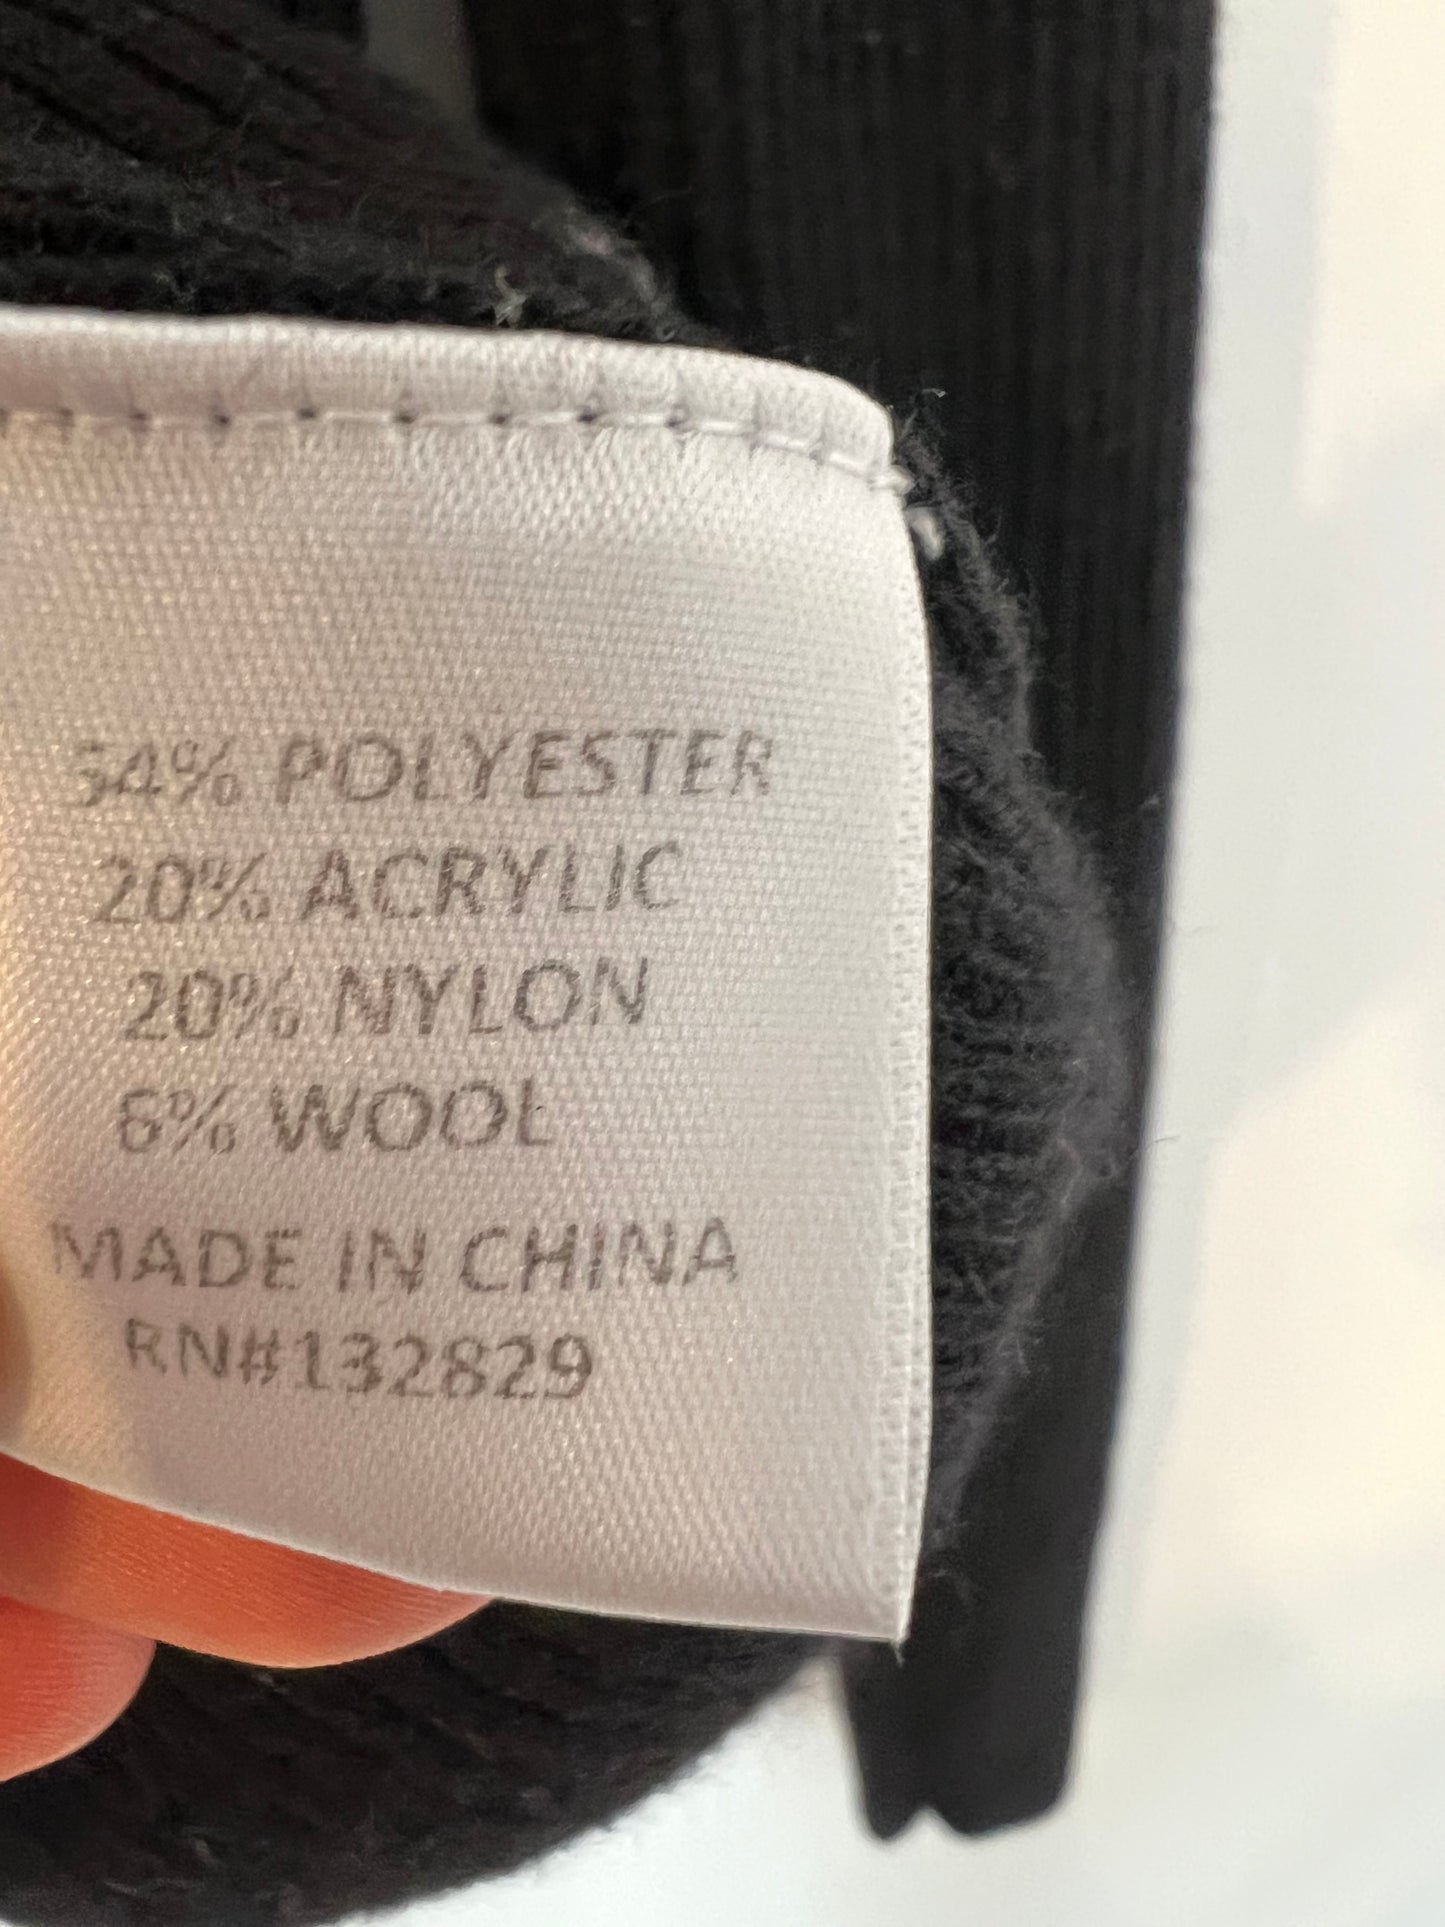 54% POLYESTER
20% ACRYLIC
20% NYLON
6% WOOL
MADE IN CHINA
RN#132829